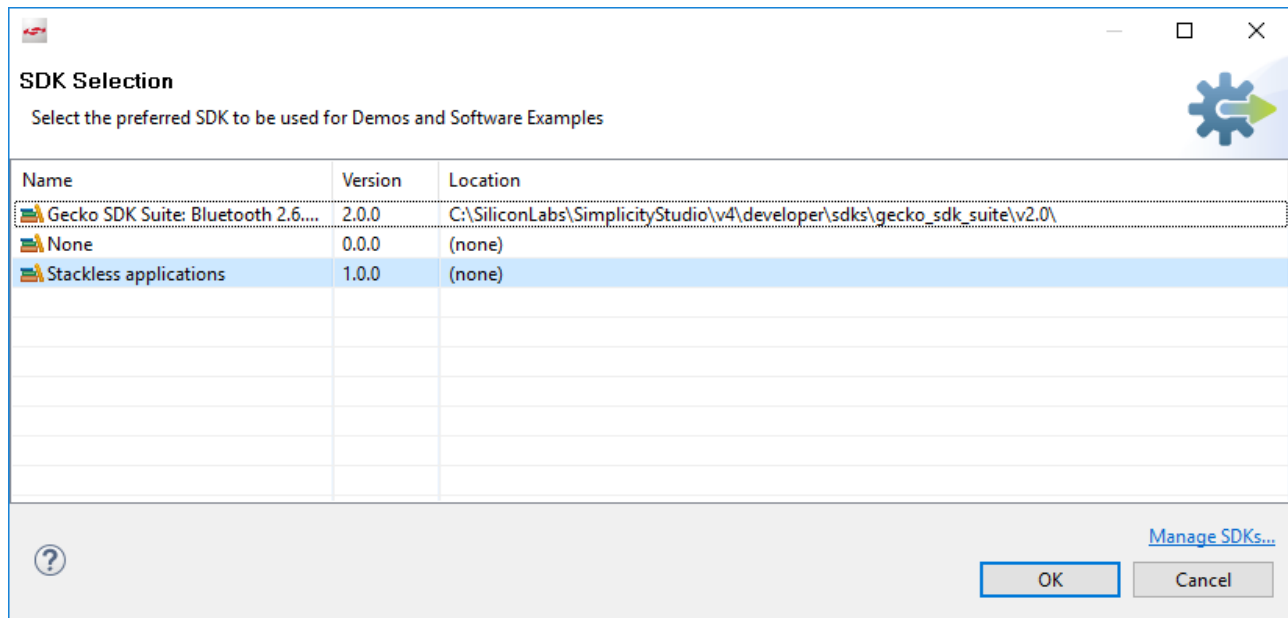 SDK Selection
Select the preferred SDK to be used for Demos and Software Examples
Name Version Location
Gecko SDK Suite: Bluetooth 2.6.... 2.0.0 C:\SiliconLabs\SimplicityStudio\v4\developer\sdks\gecko_sdk_suite\v2.0\
None 0.0.0 (none)
Stackless applications 1.0.0 (none)
Manage SDKs...
?
OK Cancel